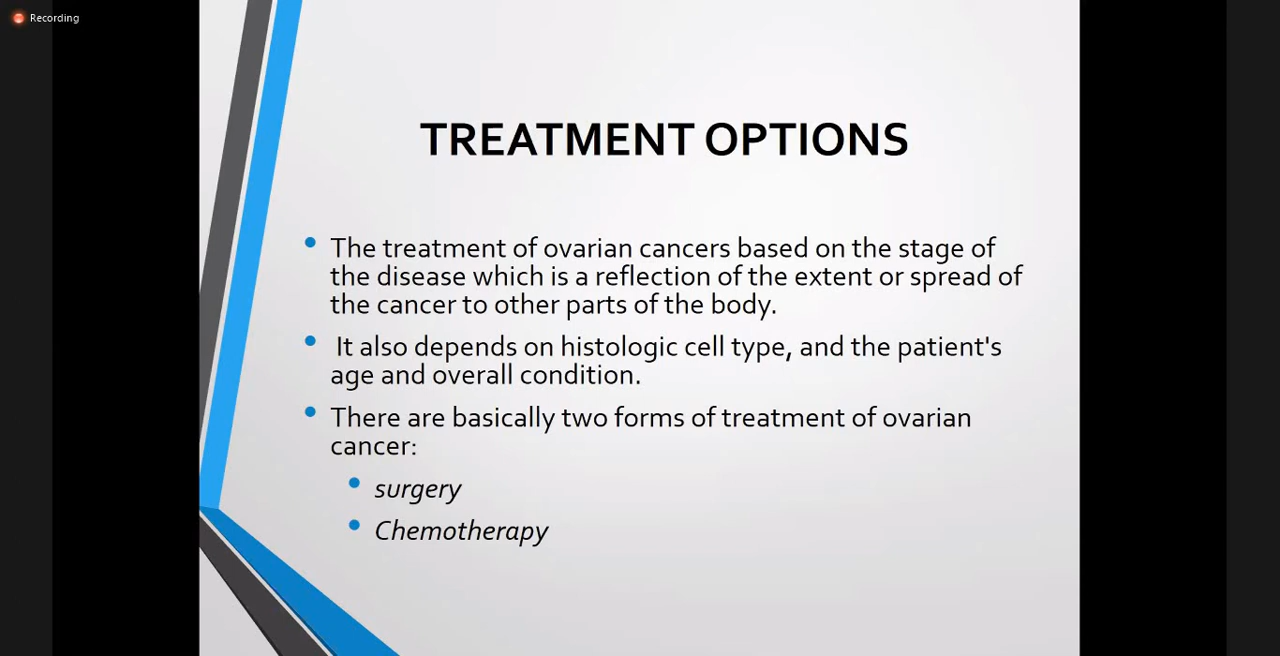 Recording
TREATMENT OPTIONS
The treatment of ovarian cancers based on the stage of
the disease which is a reflection of the extent or spread of
the cancer to other parts of the body.
It also depends on histologic cell type, and the patient's
age and overall condition.
There are basically two forms of treatment of ovarian
cancer:
surgery
Chemotherapy